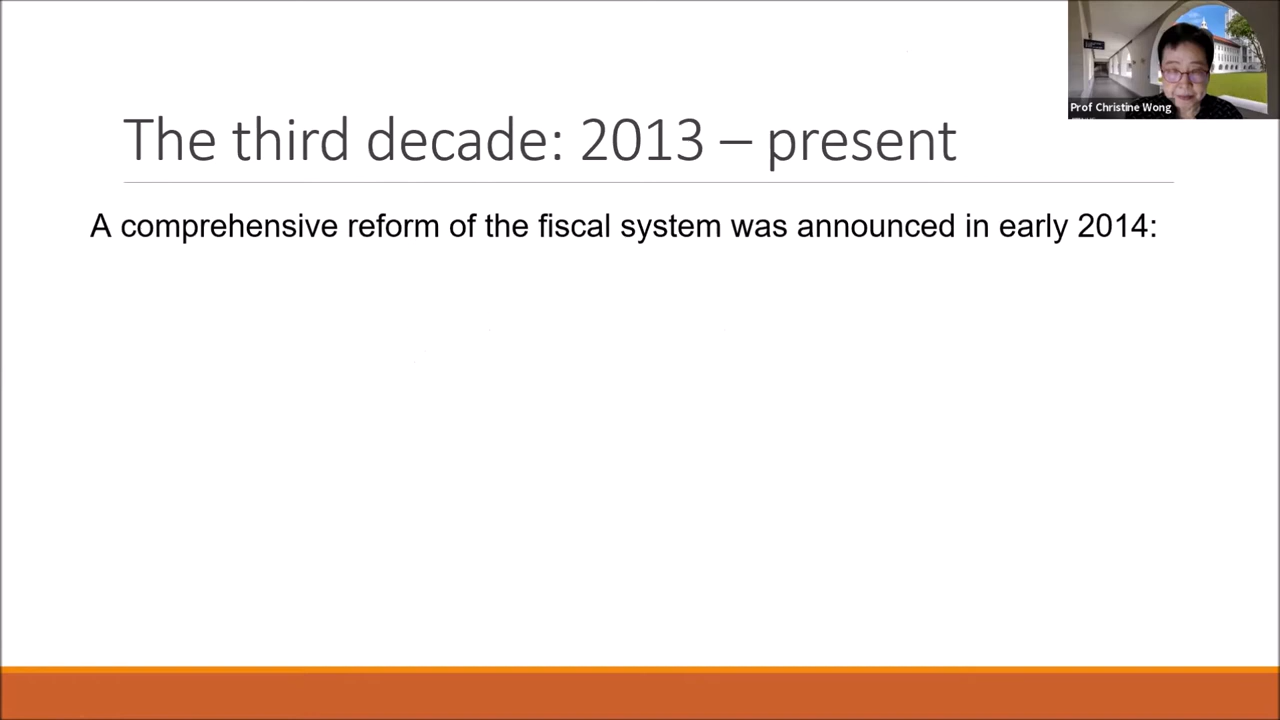 Prof Christine Wong
The third decade: 2013 – present
A comprehensive reform of the fiscal system was announced in early 2014: